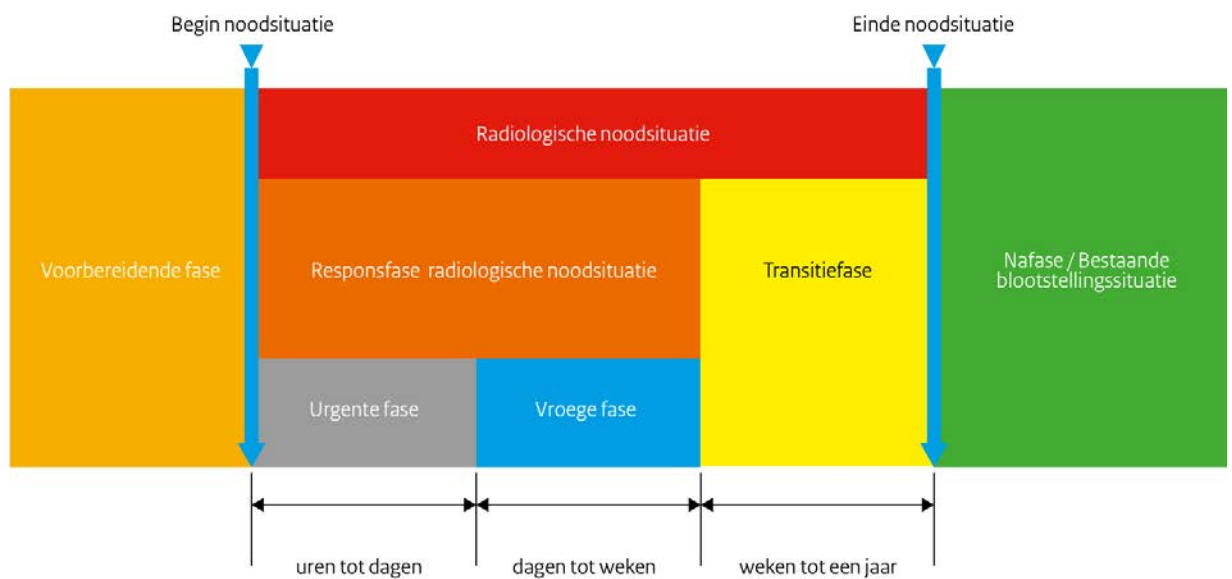 Begin noodsituatie
Einde noodsituatie
Radiologische noodsituatie
Voorbereidende fase
Responsfase radiologische noodsituatie
Transitiefase
Nafase / Bestaande
blootstellingssituatie
Urgente fase
Vroege fase
uren tot dagen
dagen tot weken
weken tot een jaar